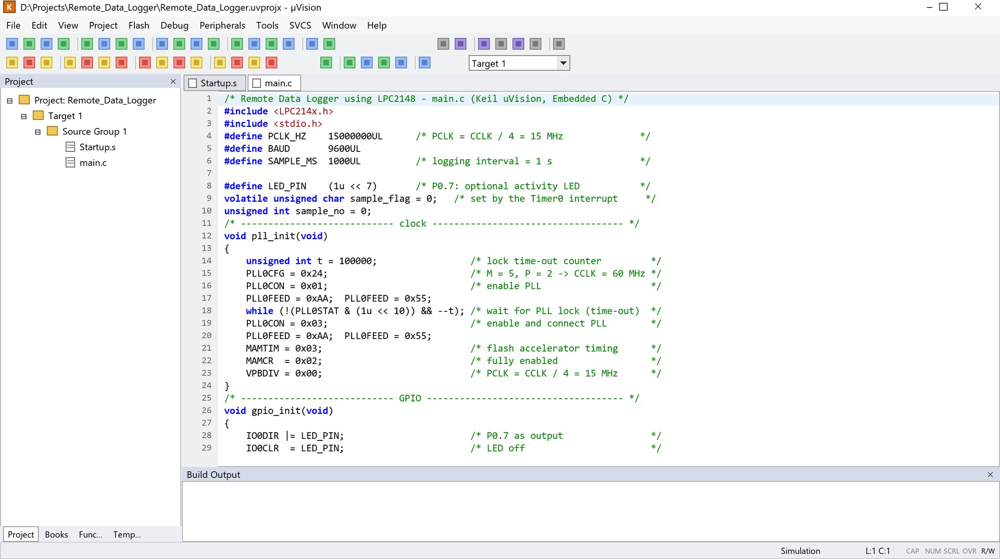 K D:\Projects\Remote_Data_Logger\Remote_Data_Logger.uvprojx - µVision
File Edit View Project Flash Debug Peripherals Tools SVCS Window Help
Target 1
Project
Startup.s main.c
Project: Remote_Data_Logger
Target 1
Source Group 1
Startup.s
main.c
1 /* Remote Data Logger using LPC2148 - main.c (Keil uVision, Embedded C) */
2 #include <LPC214x.h>
3 #include <stdio.h>
4 #define PCLK_HZ    15000000UL      /* PCLK = CCLK / 4 = 15 MHz              */
5 #define BAUD       9600UL
6 #define SAMPLE_MS  1000UL          /* logging interval = 1 s                */
7
8 #define LED_PIN    (1u << 7)       /* P0.7: optional activity LED           */
9 volatile unsigned char sample_flag = 0;   /* set by the Timer0 interrupt     */
10 unsigned int sample_no = 0;
11 /* ---------------------------- clock ----------------------------------- */
12 void pll_init(void)
13 {
14     unsigned int t = 100000;                 /* lock time-out counter         */
15     PLL0CFG = 0x24;                          /* M = 5, P = 2 -> CCLK = 60 MHz */
16     PLL0CON = 0x01;                          /* enable PLL                    */
17     PLL0FEED = 0xAA;  PLL0FEED = 0x55;
18     while (!(PLL0STAT & (1u << 10)) && --t); /* wait for PLL lock (time-out)  */
19     PLL0CON = 0x03;                          /* enable and connect PLL        */
20     PLL0FEED = 0xAA;  PLL0FEED = 0x55;
21     MAMTIM = 0x03;                           /* flash accelerator timing      */
22     MAMCR  = 0x02;                           /* fully enabled                 */
23     VPBDIV = 0x00;                           /* PCLK = CCLK / 4 = 15 MHz      */
24 }
25 /* ---------------------------- GPIO ------------------------------------ */
26 void gpio_init(void)
27 {
28     IO0DIR |= LED_PIN;                       /* P0.7 as output                */
29     IO0CLR  = LED_PIN;                       /* LED off                       */
Build Output
Project Books Func... Temp...
Simulation L:1 C:1 CAP NUM SCRL OVR R/W